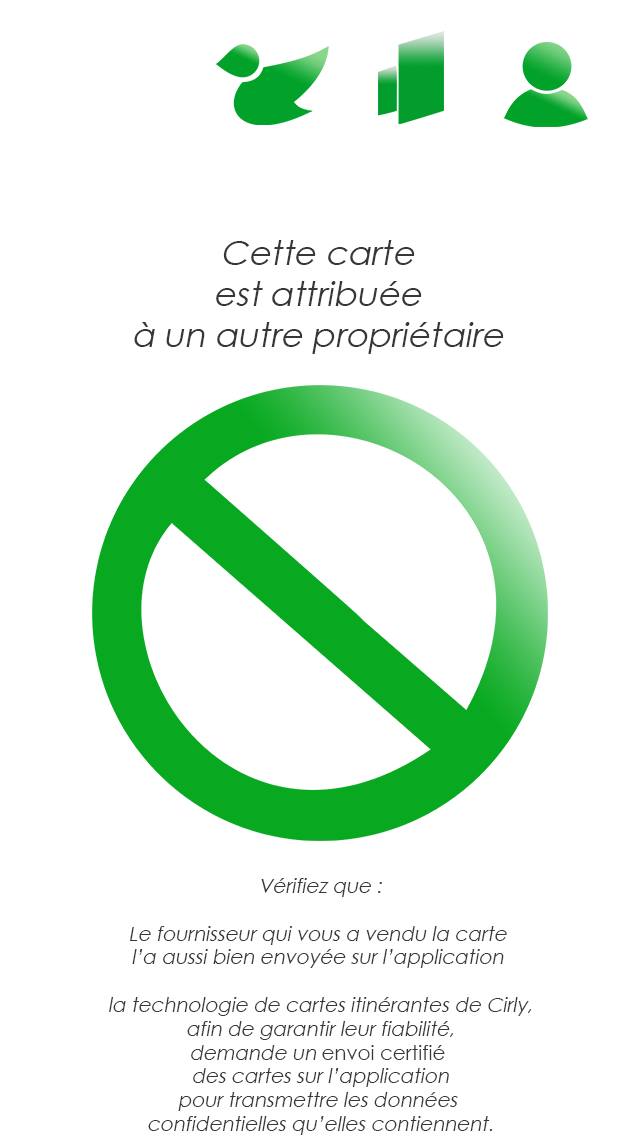 Cette carte
est attribuée
à un autre propriétaire
Vérifiez que :
Le fournisseur qui vous a vendu la carte
l'a aussi bien envoyée sur l'application
la technologie de cartes itinérantes de Cirly,
afin de garantir leur fiabilité,
demande un envoi certifié
des cartes sur l'application
pour transmettre les données
confidentielles qu'elles contiennent.